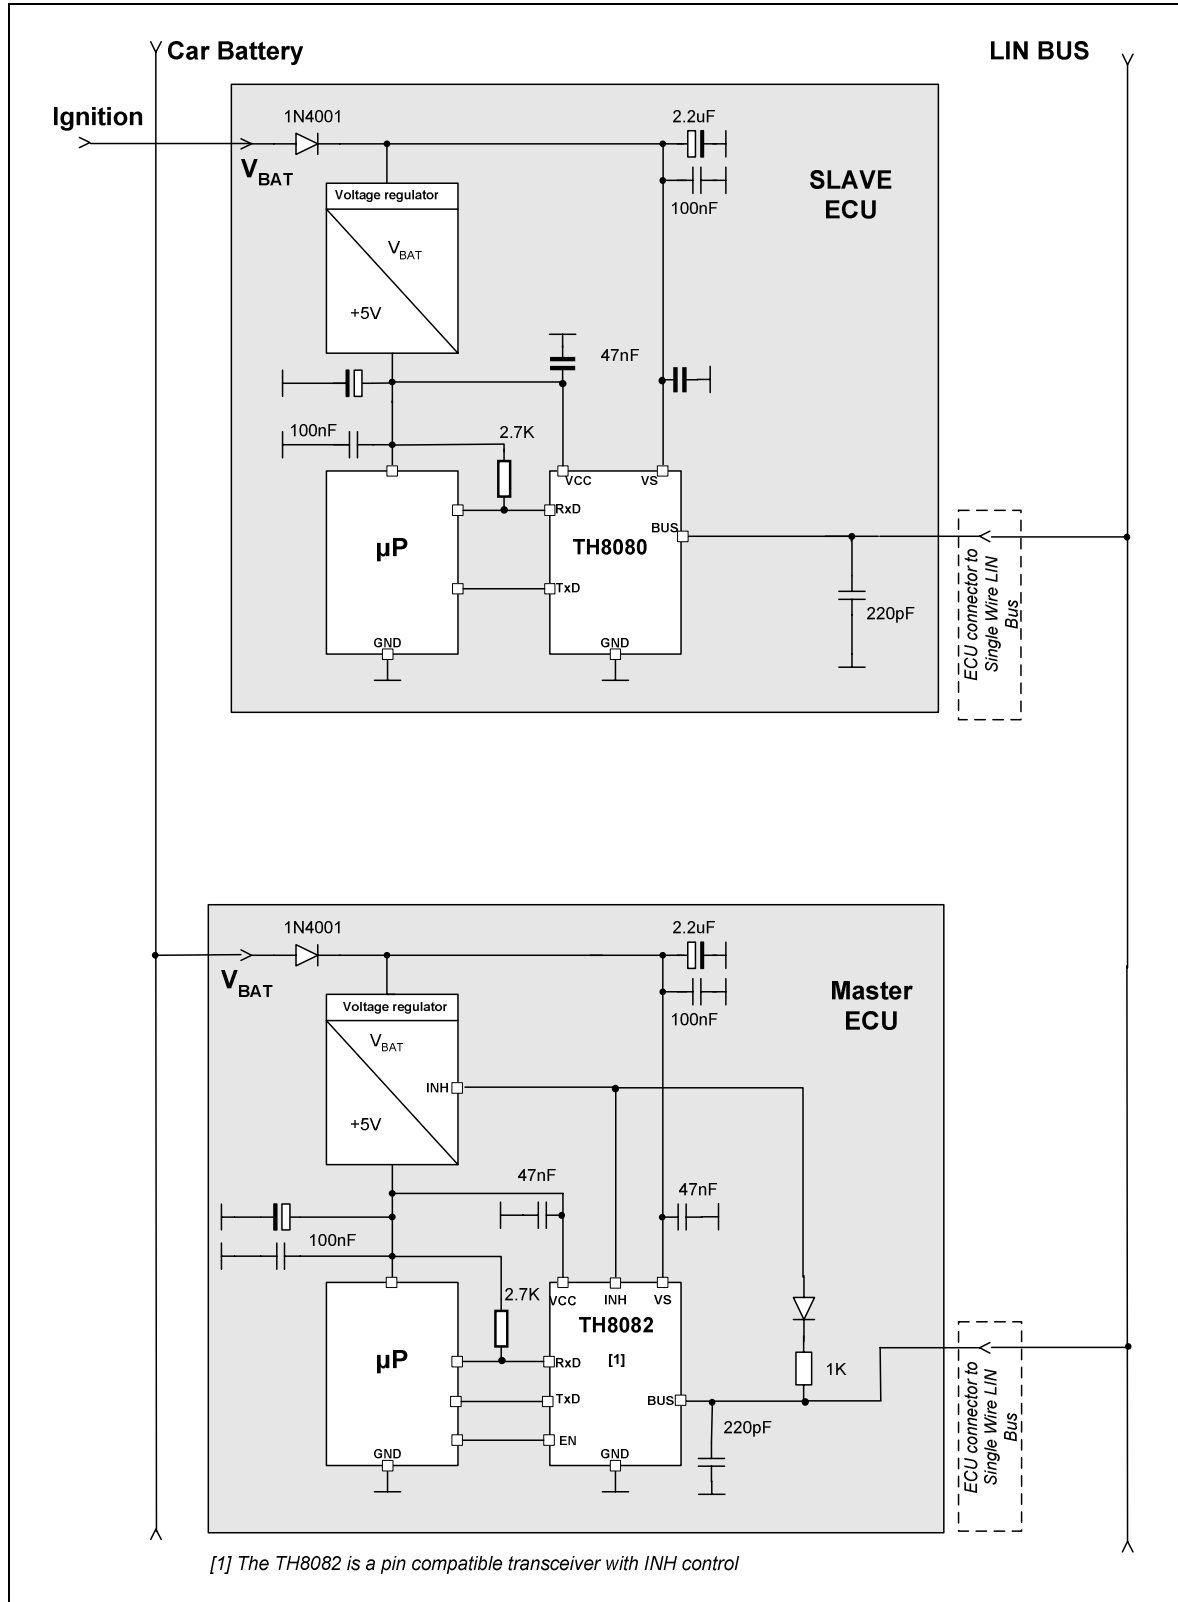 Car Battery
LIN BUS
Ignition
1N4001
2.2uF
V BAT
SLAVE
ECU
Voltage regulator
100nF
V BAT
+5V
47nF
100nF
2.7K
VCC
VS
RxD
BUS
µP
TH8080
TxD
220pF
GND
GND
ECU connector to
Single Wire LIN
Bus
1N4001
2.2uF
V BAT
Master
ECU
Voltage regulator
100nF
V BAT
INH
+5V
47nF
47nF
100nF
2.7K
VCC
INH
VS
TH8082
µP
[1]
RxD
1K
TxD
BUS
220pF
EN
GND
GND
ECU connector to
Single Wire LIN
Bus
[1] The TH8082 is a pin compatible transceiver with INH control